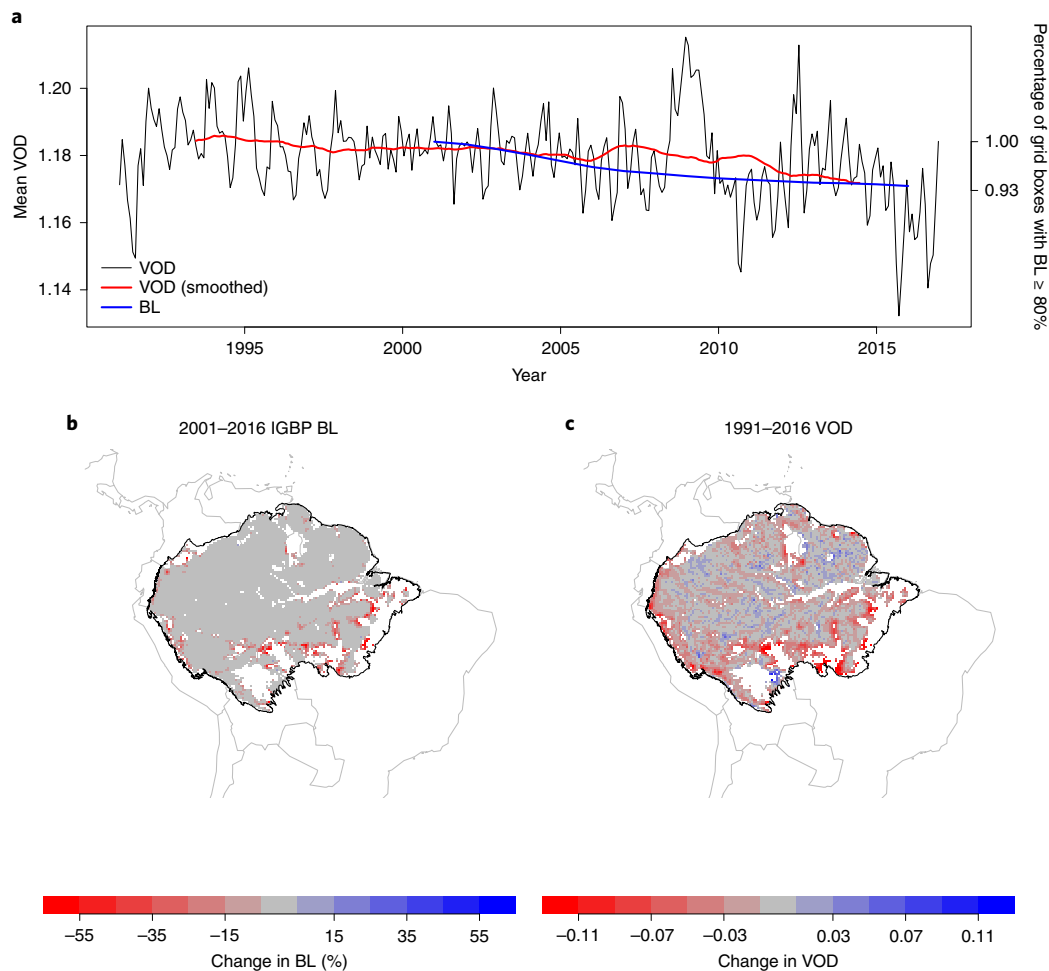 a
1.20
1.18
1.16
1.14
Mean VOD
VOD
VOD (smoothed)
BL
1.00
0.93
Percentage of grid boxes with BL ≥ 80%
1995
2000
2005
2010
2015
Year
b
2001–2016 IGBP BL
c
1991–2016 VOD
−55
−35
−15
15
35
55
Change in BL (%)
−0.11
−0.07
−0.03
0.03
0.07
0.11
Change in VOD